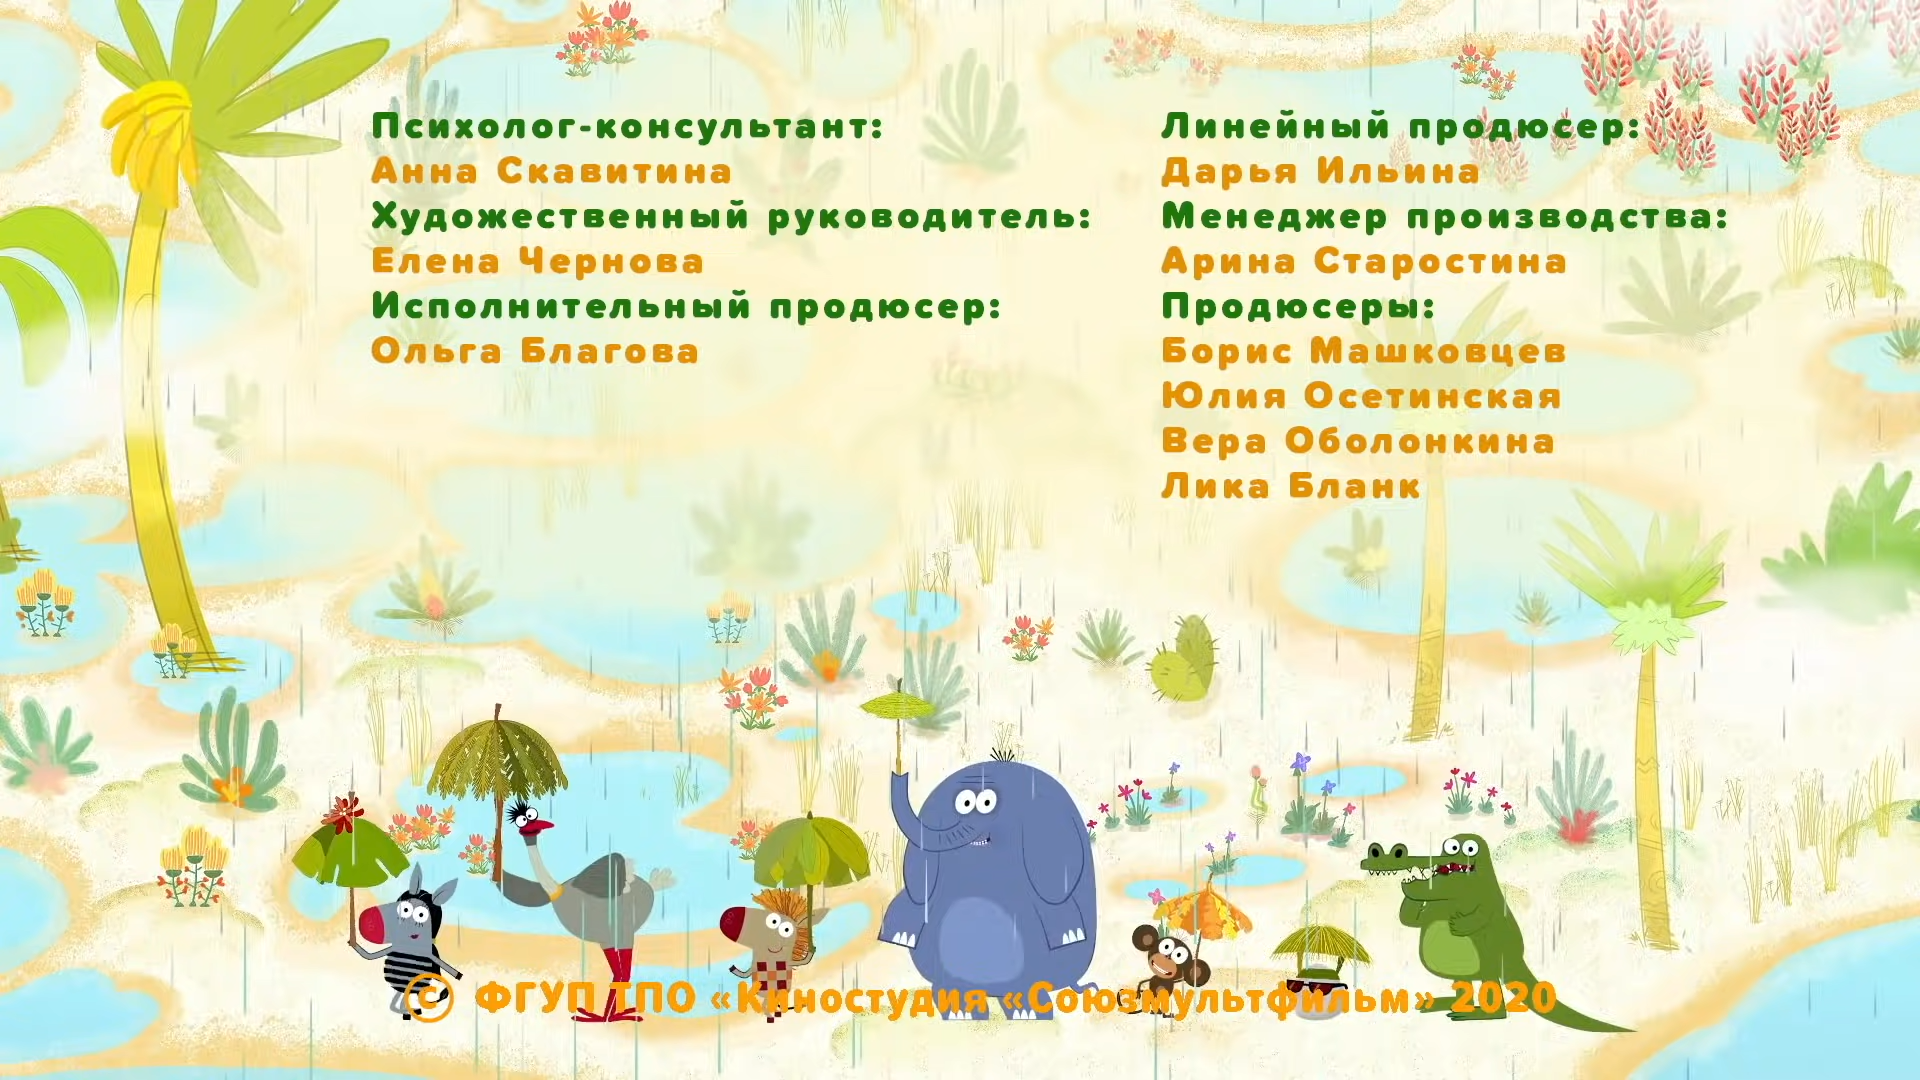 Психолог-консультант:
Анна Скавитина
Художественный руководитель:
Елена Чернова
Исполнительный продюсер:
Ольга Благова
Линейный продюсер:
Дарья Ильина
Менеджер производства:
Арина Старостина
Продюсеры:
Борис Машковцев
Юлия Осетинская
Вера Оболонкина
Лика Бланк
© ФГУП ТПО «Киностудия «Союзмультфильм» 2020